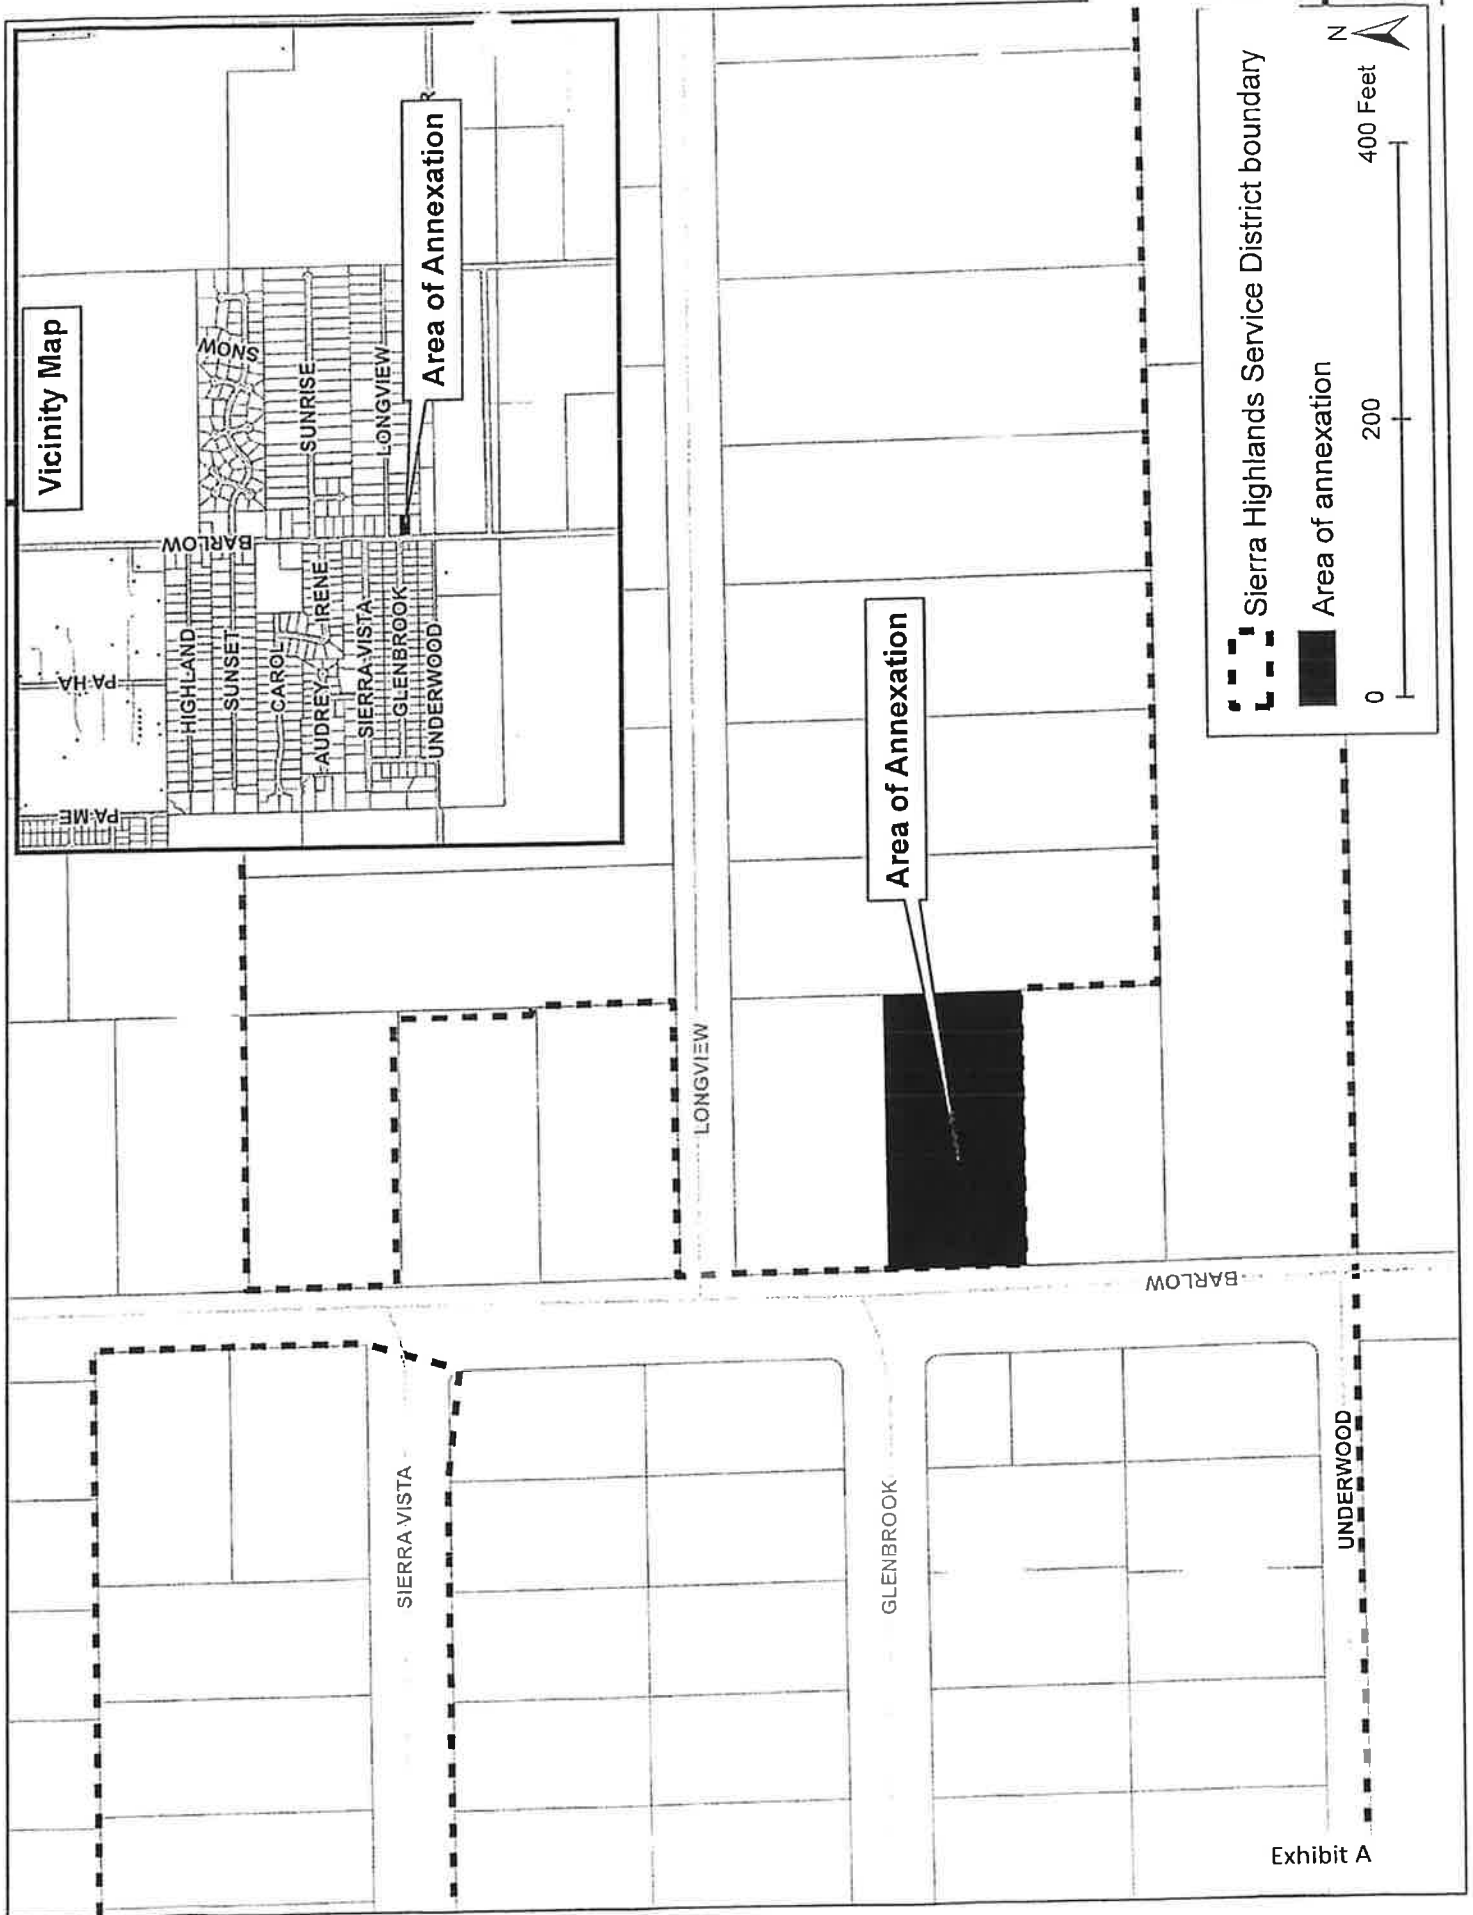 Vicinity Map
PA-ME
PA-HA
HIGHLAND
SUNSET
CAROL
AUDREY
IRENE
SIERRA-VISTA
GLENBROOK
UNDERWOOD
BARLOW
SNOW
SUNRISE
LONGVIEW
Area of Annexation
SIERRA-VISTA
LONGVIEW
GLENBROOK
BARLOW
UNDERWOOD
Area of Annexation
Sierra Highlands Service District boundary
Area of annexation
0
200
400 Feet
N
Exhibit A